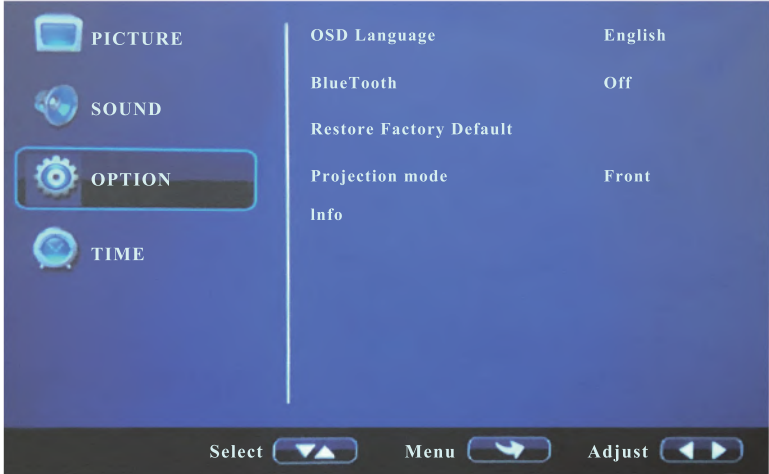 PICTURE
SOUND
OPTION
TIME
OSD Language English
BlueTooth Off
Restore Factory Default
Projection mode Front
Info
Select Menu Adjust